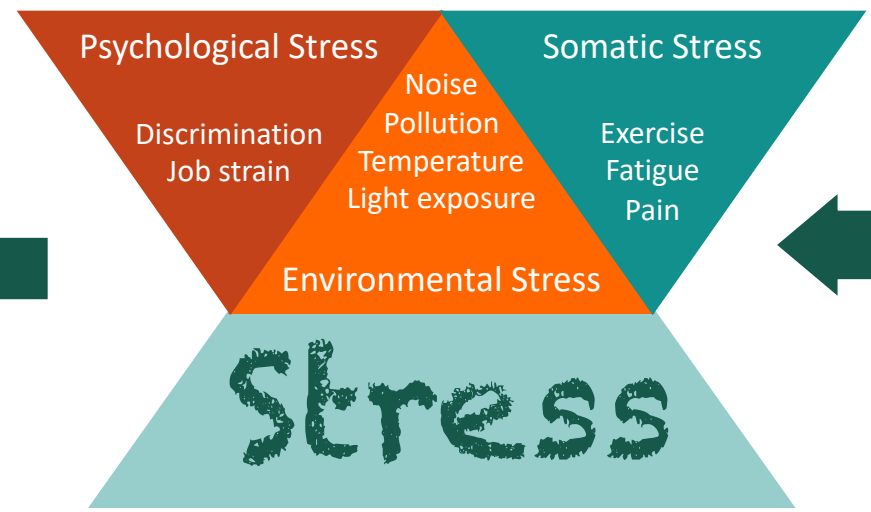 Psychological Stress
Discrimination
Job strain
Noise
Pollution
Temperature
Light exposure
Environmental Stress
Somatic Stress
Exercise
Fatigue
Pain
Stress